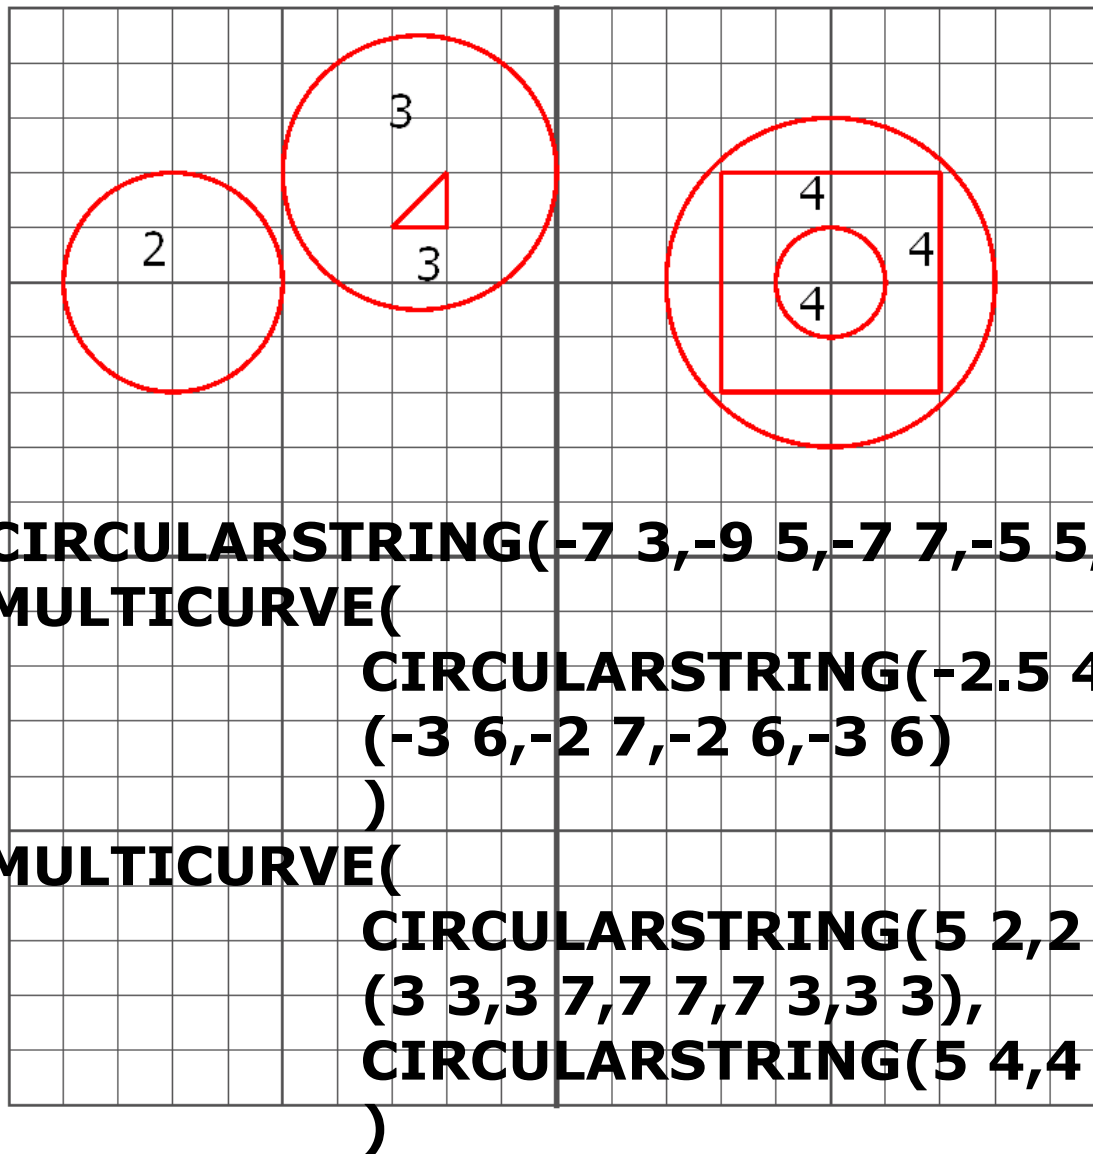 3
2
3
4
4
4
CIRCULARSTRING(-7 3,-9 5,-7 7,-5 5,
MULTICURVE(
CIRCULARSTRING(-2.5 4
(-3 6,-2 7,-2 6,-3 6)
)
MULTICURVE(
CIRCULARSTRING(5 2,2
(3 3,3 7,7 7,7 3,3 3),
CIRCULARSTRING(5 4,4
)